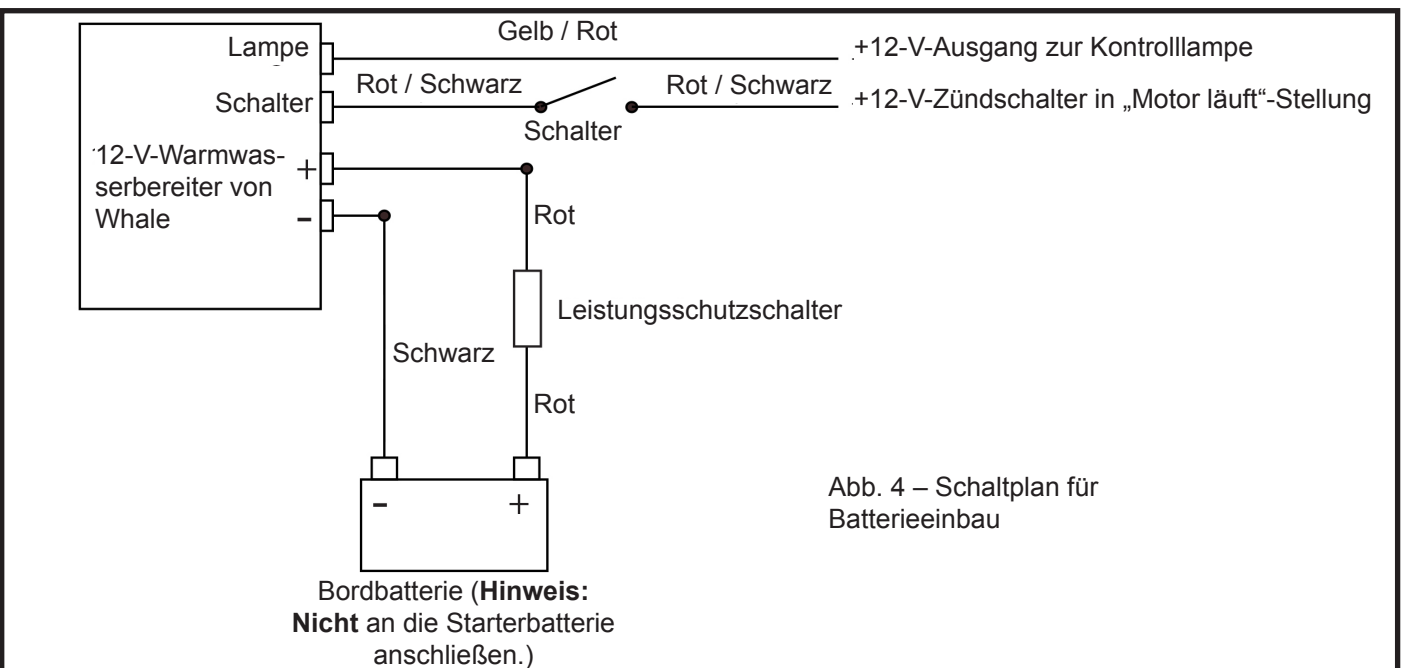 Gelb / Rot
Lampe
+12-V-Ausgang zur Kontrolllampe
Rot / Schwarz
Rot / Schwarz
Schalter
+12-V-Zündschalter in „Motor läuft“-Stellung
Schalter
12-V-Warmwas-
serbereiter von
Whale
+
-
Rot
Leistungsschutzschalter
Schwarz
Rot
-
+
Abb. 4 – Schaltplan für
Batterieeinbau
Bordbatterie (Hinweis:
Nicht an die Starterbatterie
anschließen.)